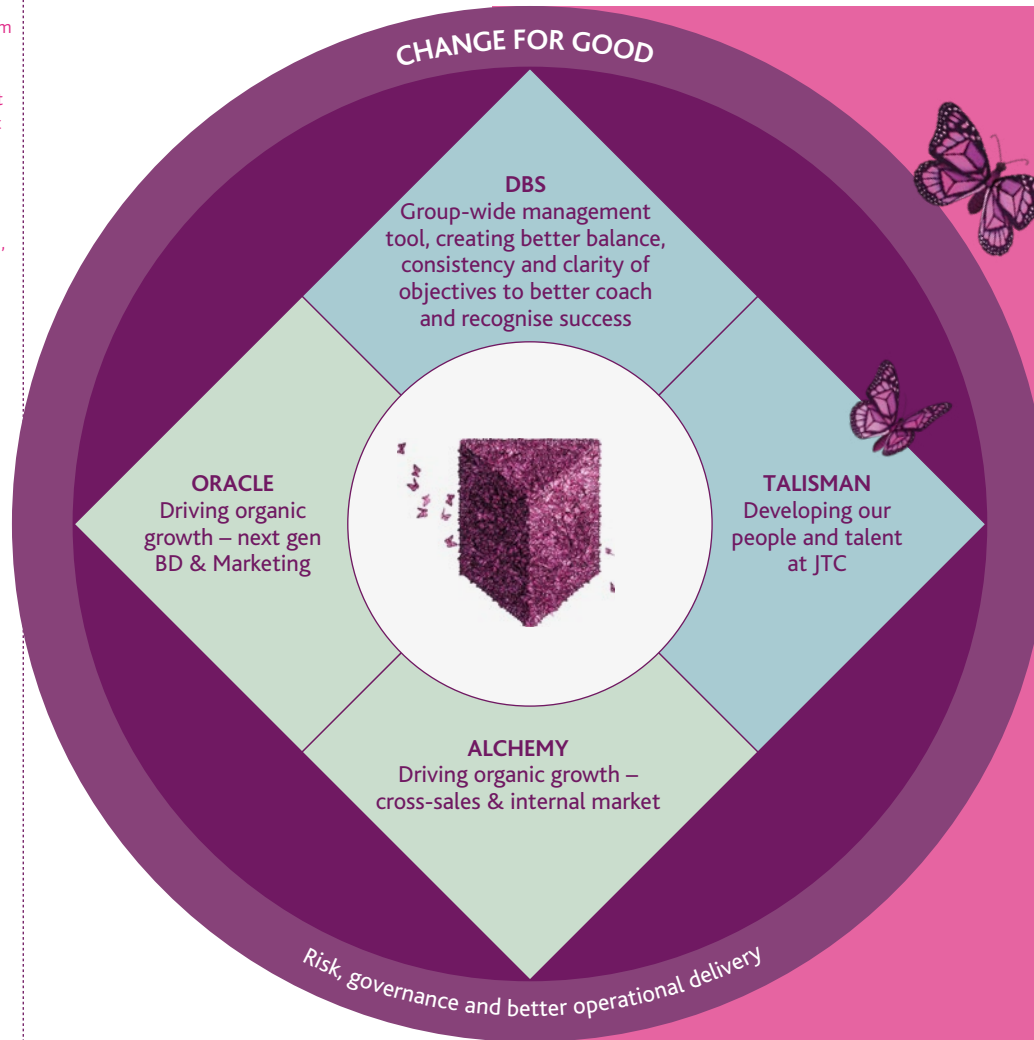 CHANGE FOR GOOD
DBS
Group-wide management
tool, creating better balance,
consistency and clarity of
objectives to better coach
and recognise success
ORACLE
Driving organic
growth – next gen
BD & Marketing
TALISMAN
Developing our
people and talent
at JTC
ALCHEMY
Driving organic growth –
cross-sales & internal market
Risk, governance and better operational delivery